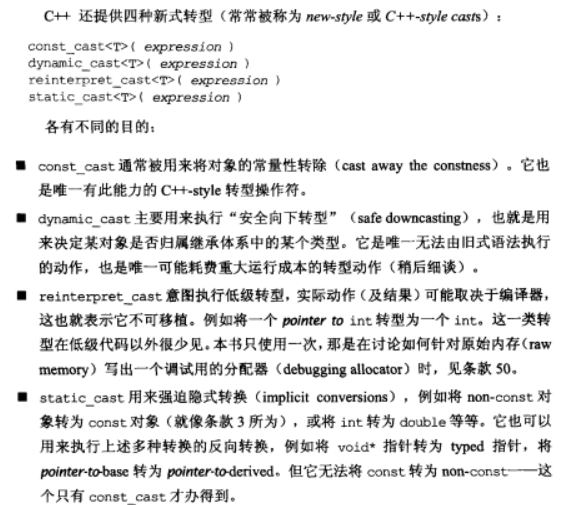 C++ 还提供四种新式转型（常常被称为 new-style 或 C++-style casts）：
const_cast<T>( expression )
dynamic_cast<T>( expression )
reinterpret_cast<T>( expression )
static_cast<T>( expression )
各有不同的目的：
■ const_cast 通常被用来将对象的常量性转除（cast away the constness）。它也
是唯一有此能力的 C++-style 转型操作符。
■ dynamic_cast 主要用来执行“安全向下转型”（safe downcasting），也就是用
来决定某对象是否归属继承体系中的某个类型。它是唯一无法由旧式语法执行
的动作，也是唯一可能耗费重大运行成本的转型动作（稍后细谈）。
■ reinterpret_cast 意图执行低级转型，实际动作（及结果）可能取决于编译器，
这也就表示它不可移植。例如将一个 pointer to int 转型为一个 int。这一类转
型在低级代码以外很少见。本书只使用一次，那是在讨论如何针对原始内存（raw
memory）写出一个调试用的分配器（debugging allocator）时，见条款 50。
■ static_cast 用来强迫隐式转换（implicit conversions），例如将 non-const 对
象转为 const 对象（就像条款 3 所为），或将 int 转为 double 等等。它也可以
用来执行上述多种转换的反向转换，例如将 void* 指针转为 typed 指针，将
pointer-to-base 转为 pointer-to-derived。但它无法将 const 转为 non-const——这
个只有 const_cast 才办得到。